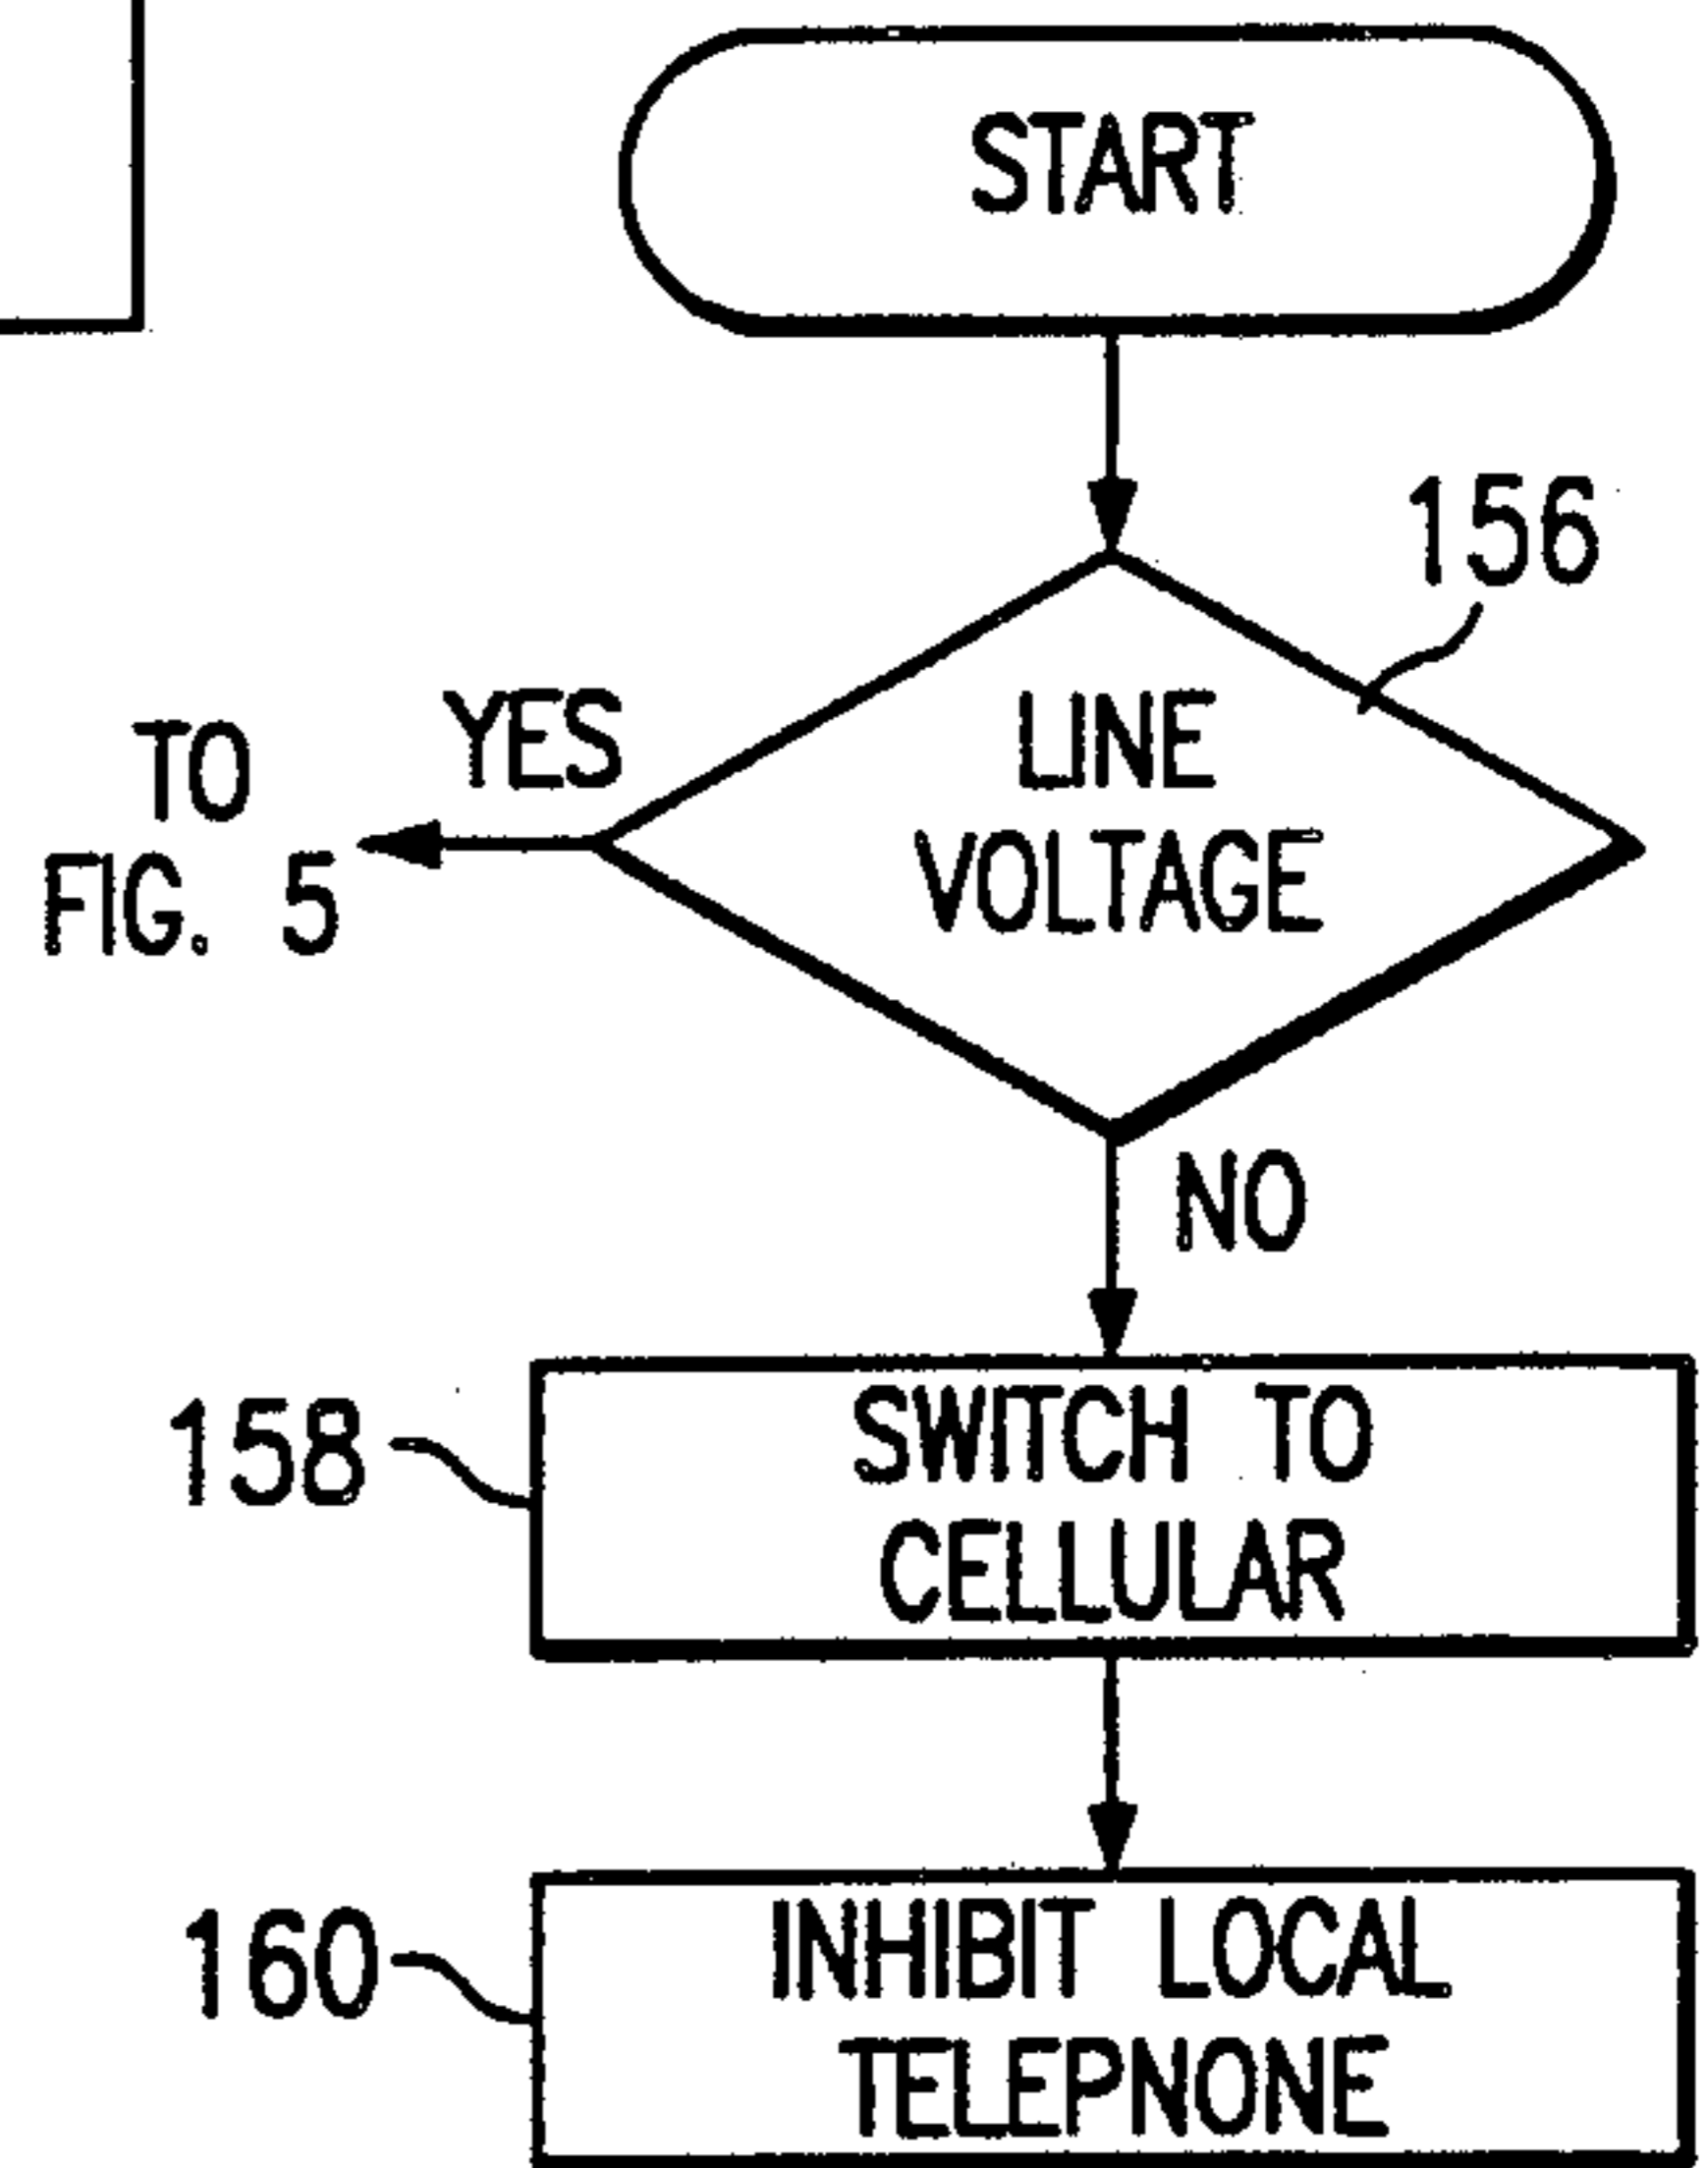 START
156
YES
LINE
TO
VOLTAGE
FIG. 5
NO
158
SWITCH TO
CELLULAR
160
INHIBIT LOCAL
TELEPNONE